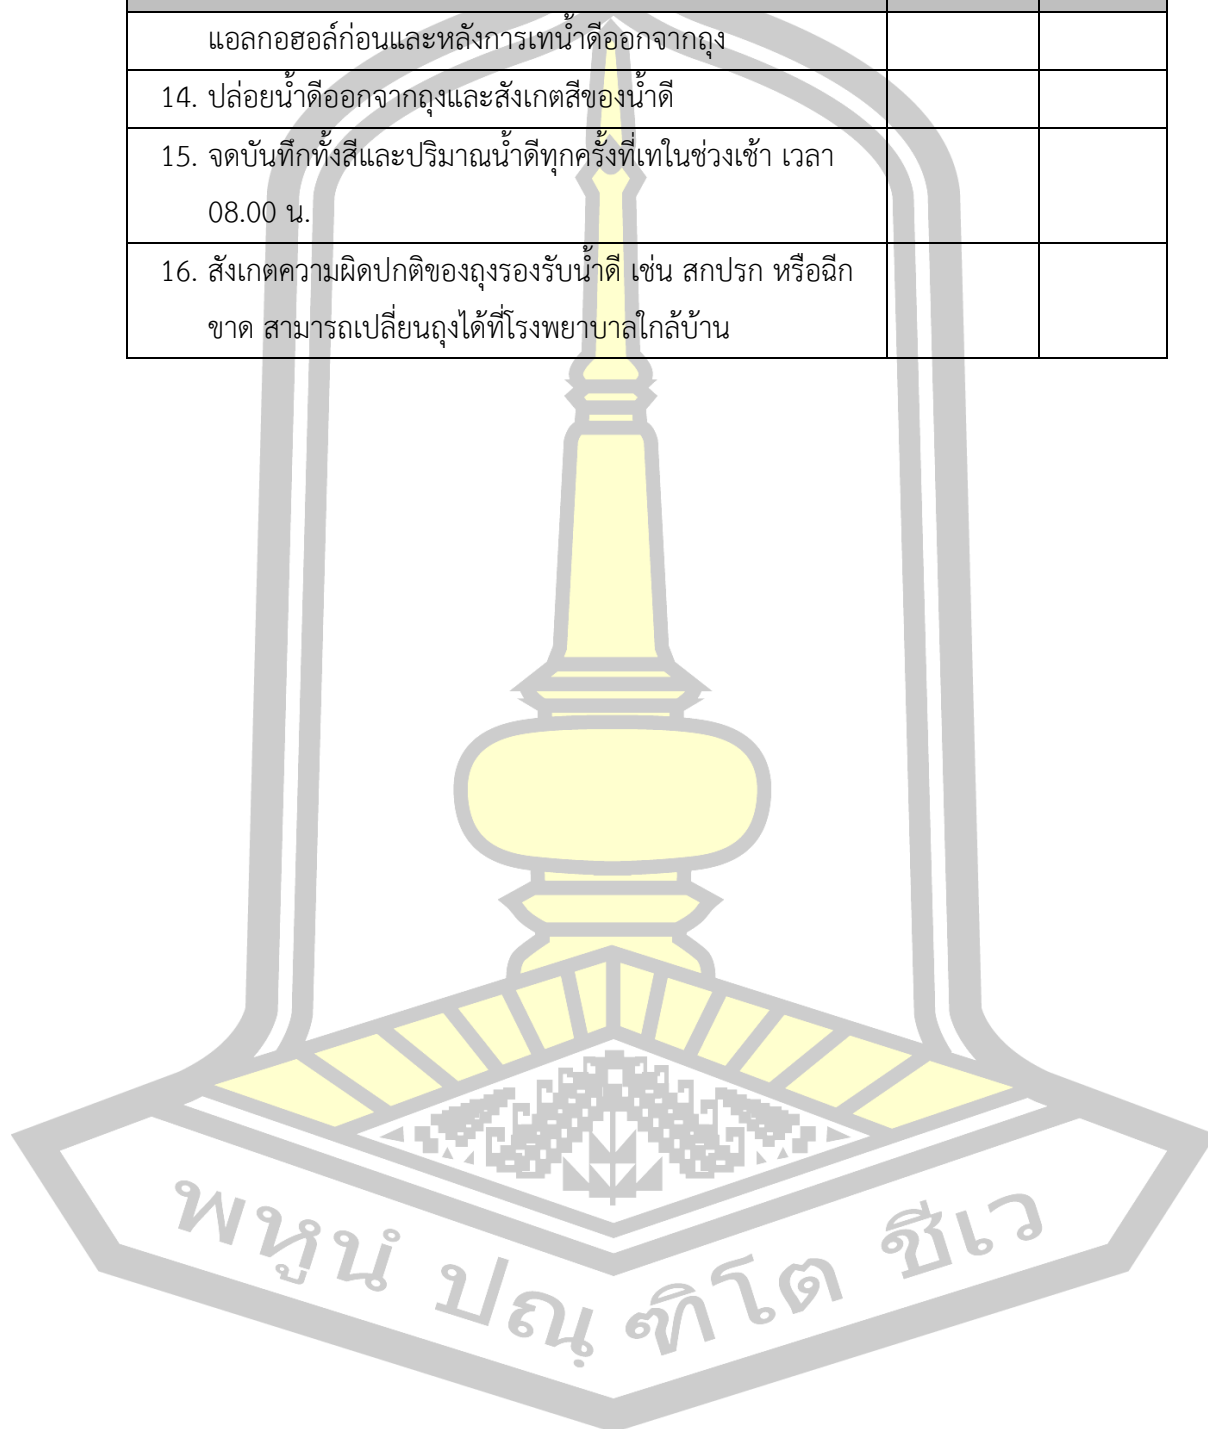 แอลกอฮอล์ก่อนและหลังการเทน้ำดีออกจากถุง
14. ปล่อยน้ำดีออกจากถุงและสังเกตสีของน้ำดี
15. จดบันทึกทั้งสีและปริมาณน้ำดีทุกครั้งที่เทในช่วงเช้า เวลา
08.00 น.
16. สังเกตความผิดปกติของถุงรองรับน้ำดี เช่น สกปรก หรือฉีก
ขาด สามารถเปลี่ยนถุงได้ที่โรงพยาบาลใกล้บ้าน
พหูนํ ปณฺฑิโต ชีเว